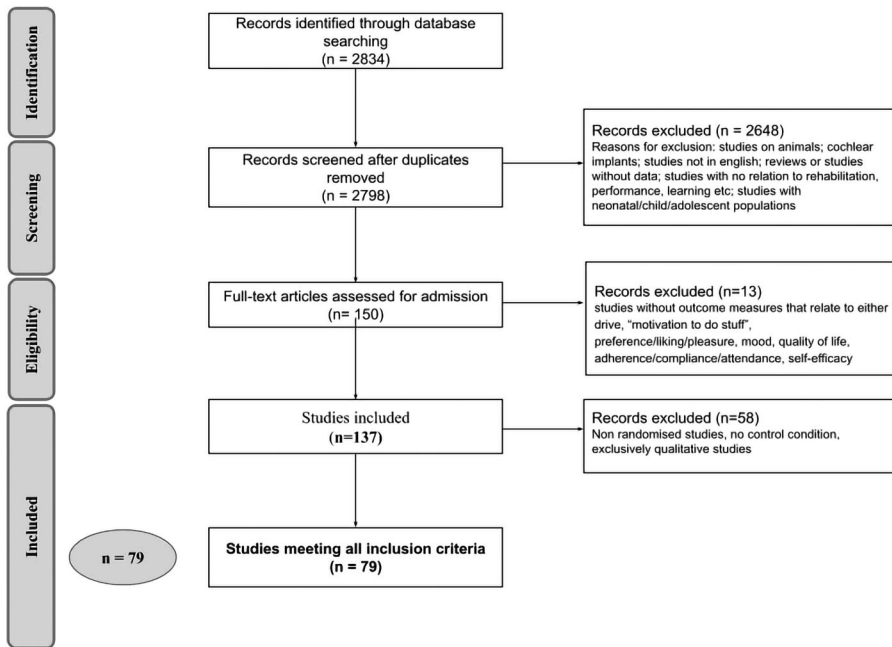 Identification
Records identified through database
searching
(n = 2834)
Screening
Records screened after duplicates
removed
(n = 2798)
Records excluded (n = 2648)
Reasons for exclusion: studies on animals; cochlear
implants; studies not in english; reviews or studies
without data; studies with no relation to rehabilitation,
performance, learning etc; studies with
neonatal/child/adolescent populations
Eligibility
Full-text articles assessed for admission
(n= 150)
Records excluded (n=13)
studies without outcome measures that relate to either
drive, “motivation to do stuff”,
preference/liking/pleasure, mood, quality of life,
adherence/compliance/attendance, self-efficacy
Included
Studies included
(n=137)
Records excluded (n=58)
Non randomised studies, no control condition,
exclusively qualitative studies
n = 79
Studies meeting all inclusion criteria
(n = 79)